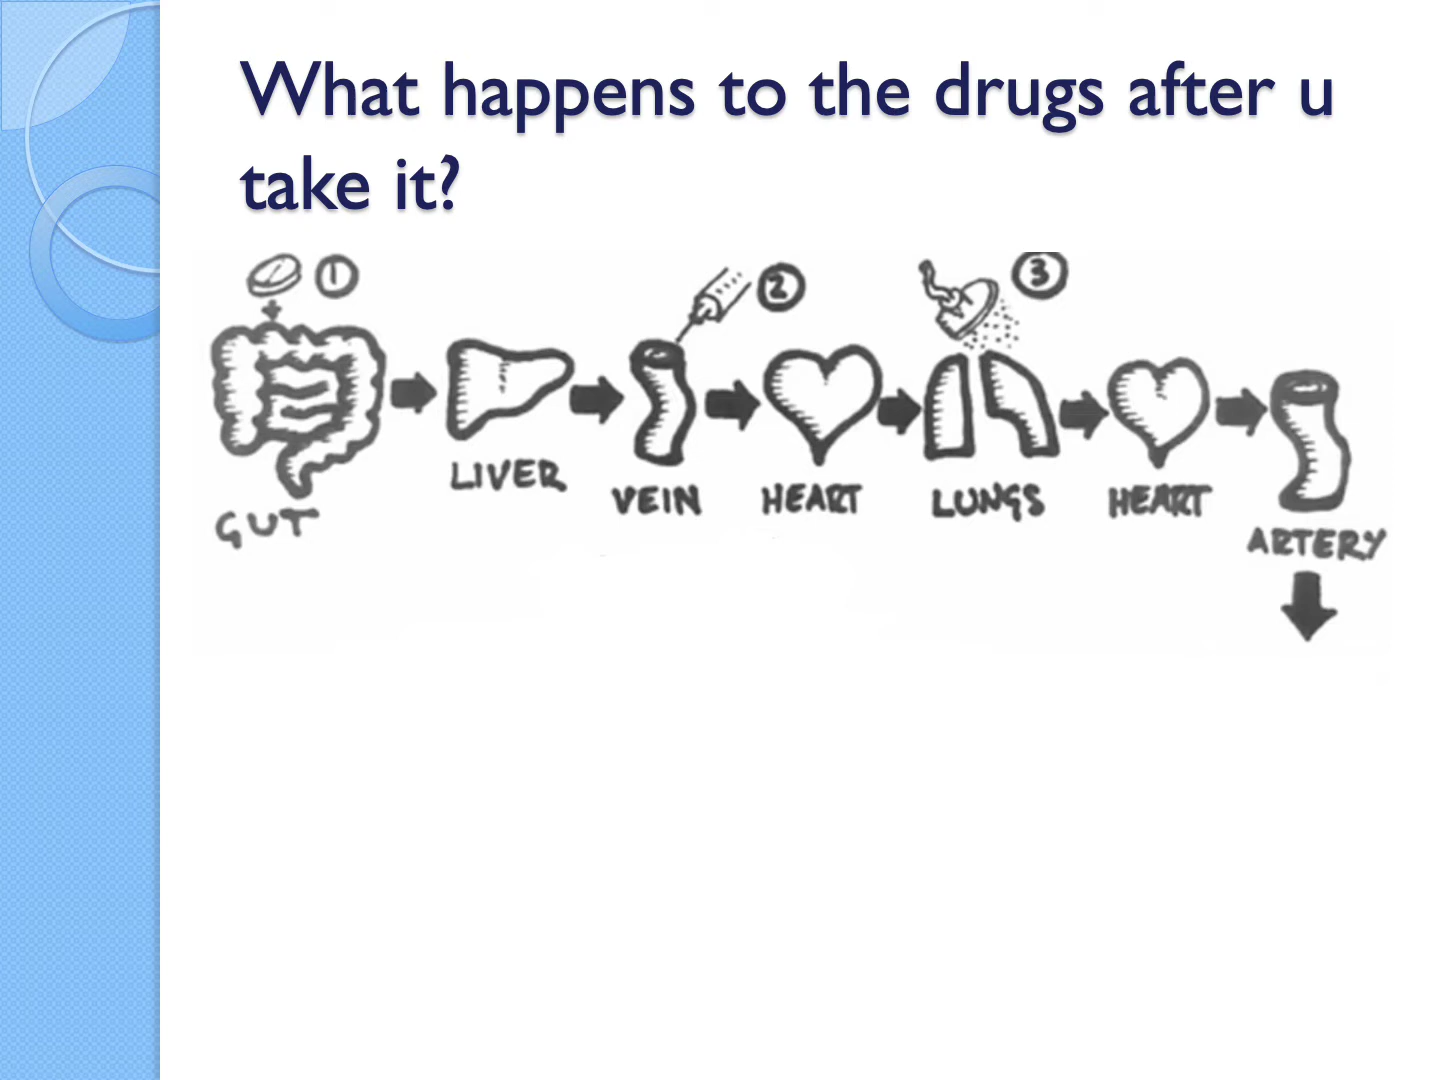 What happens to the drugs after u
take it?
1
2
3
GUT
LIVER
VEIN
HEART
LUNGS
HEART
ARTERY